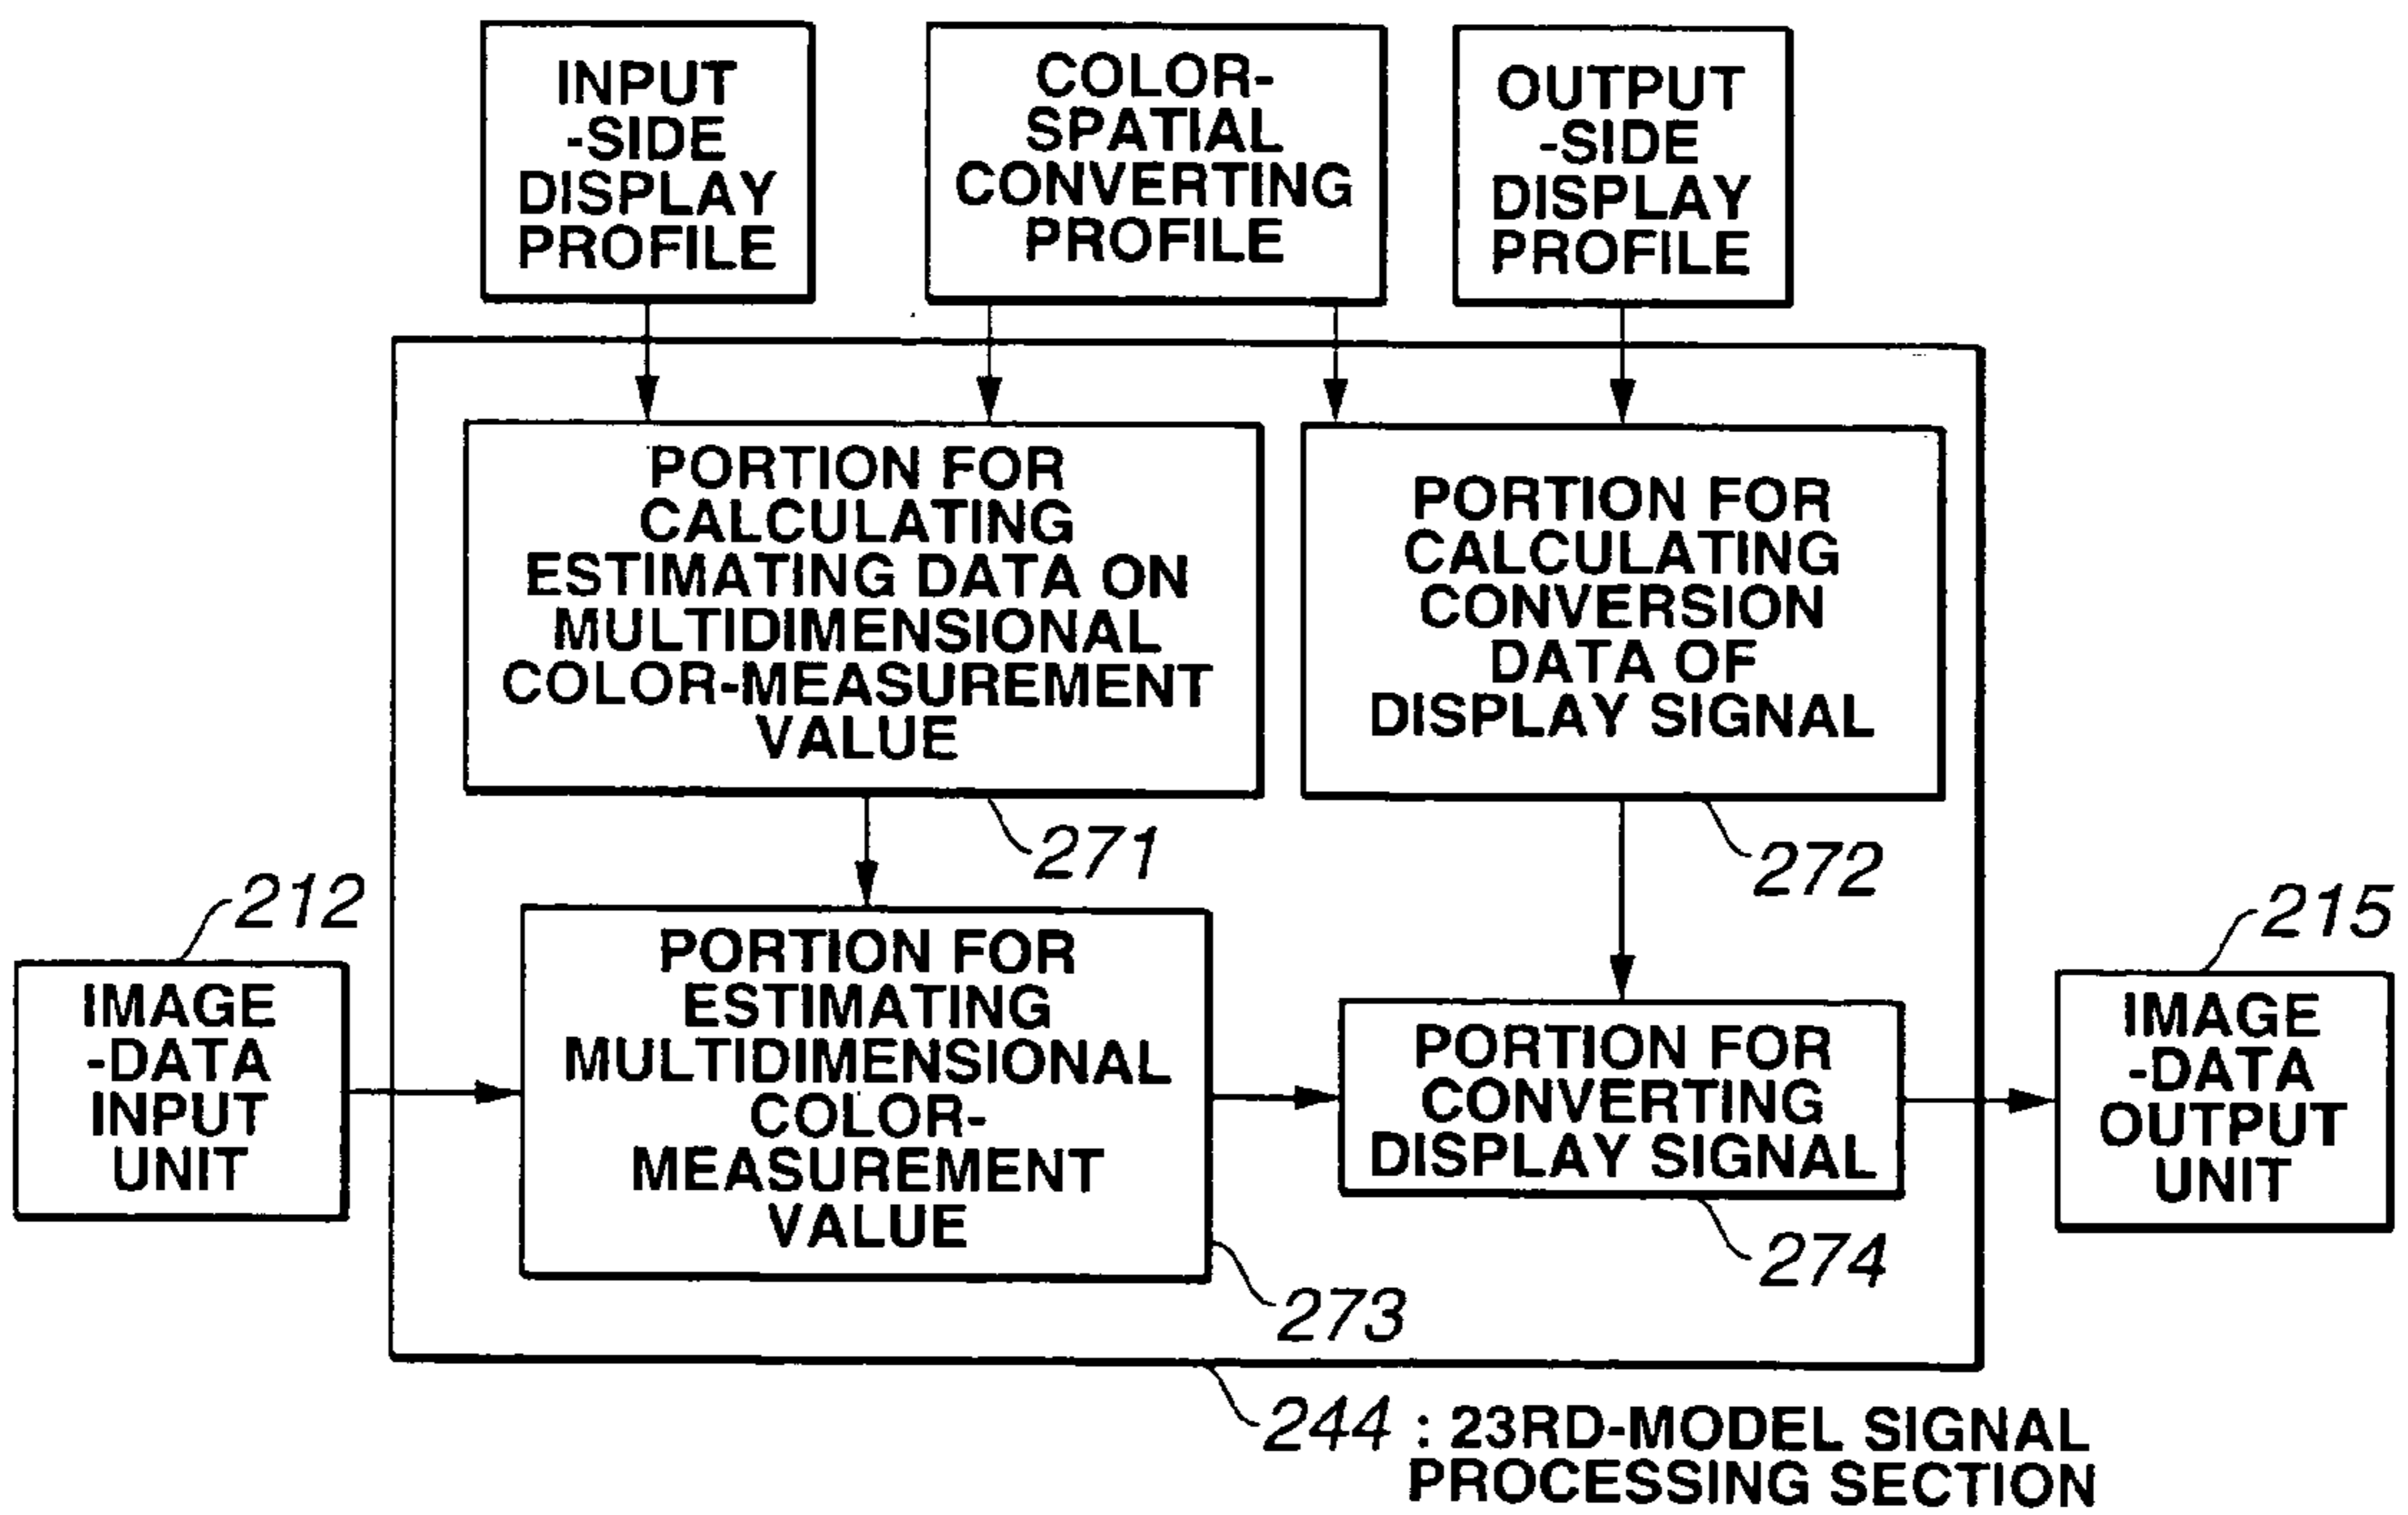 INPUT
-SIDE
DISPLAY
PROFILE
COLOR-
SPATIAL
CONVERTING
PROFILE
OUTPUT
-SIDE
DISPLAY
PROFILE
PORTION FOR
CALCULATING
ESTIMATING DATA ON
MULTIDIMENSIONAL
COLOR-MEASUREMENT
VALUE
271
PORTION FOR
CALCULATING
CONVERSION
DATA OF
DISPLAY SIGNAL
272
212
IMAGE
-DATA
INPUT
UNIT
PORTION FOR
ESTIMATING
MULTIDIMENSIONAL
COLOR-
MEASUREMENT
VALUE
273
PORTION FOR
CONVERTING
DISPLAY SIGNAL
274
215
IMAGE
-DATA
OUTPUT
UNIT
244 : 23RD-MODEL SIGNAL
PROCESSING SECTION